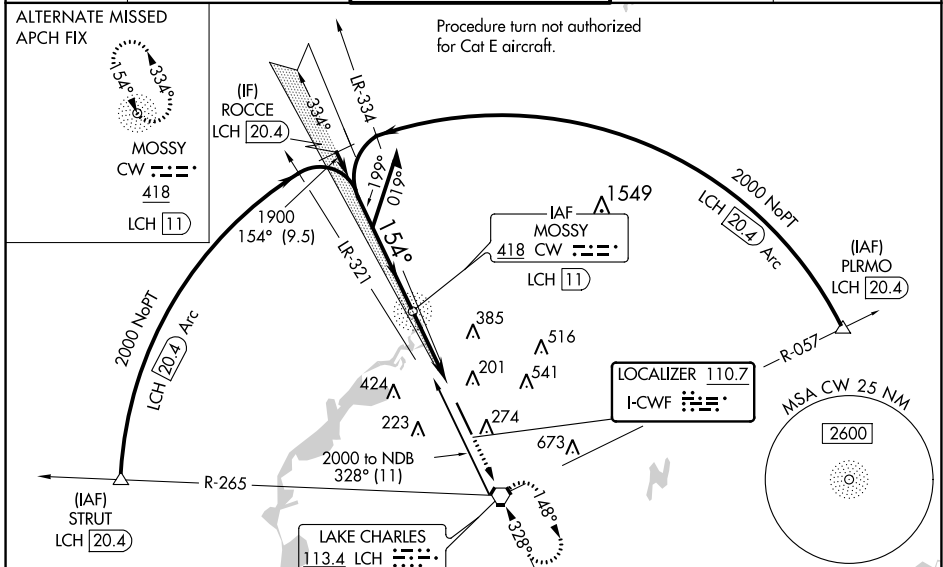 ALTERNATE MISSED
APCH FIX
154°
334°
MOSSY
CW
418
LCH 11
Procedure turn not authorized
for Cat E aircraft.
(IF)
ROCCE
LCH 20.4
334°
LR-334
199°
019°
1900
154° (9.5)
154°
LR-321
2000 NoPT
LCH 20.4 Arc
1549
IAF
MOSSY
418 CW
LCH 11
2000 NoPT
LCH 20.4 Arc
(IAF)
PLRMO
LCH 20.4
R-057
385
516
201
541
424
223
274
673
LOCALIZER 110.7
I-CWF
MSA CW 25 NM
2600
2000 to NDB
328° (11)
R-265
(IAF)
STRUT
LCH 20.4
148°
328°
N
LAKE CHARLES
113.4 LCH